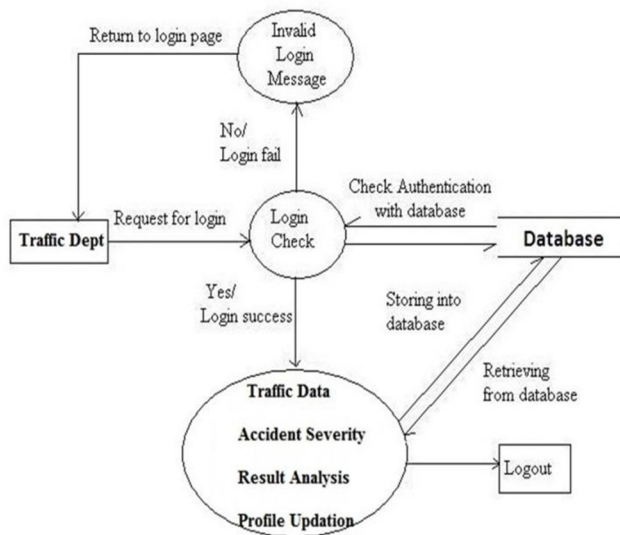 Return to login page
Invalid
Login
Message
No/
Login fail
Check Authentication
with database
Traffic Dept
Request for login
Login
Check
Database
Yes/
Login success
Storing into
database
Retrieving
from database
Traffic Data
Accident Severity
Result Analysis
Profile Updation
Logout